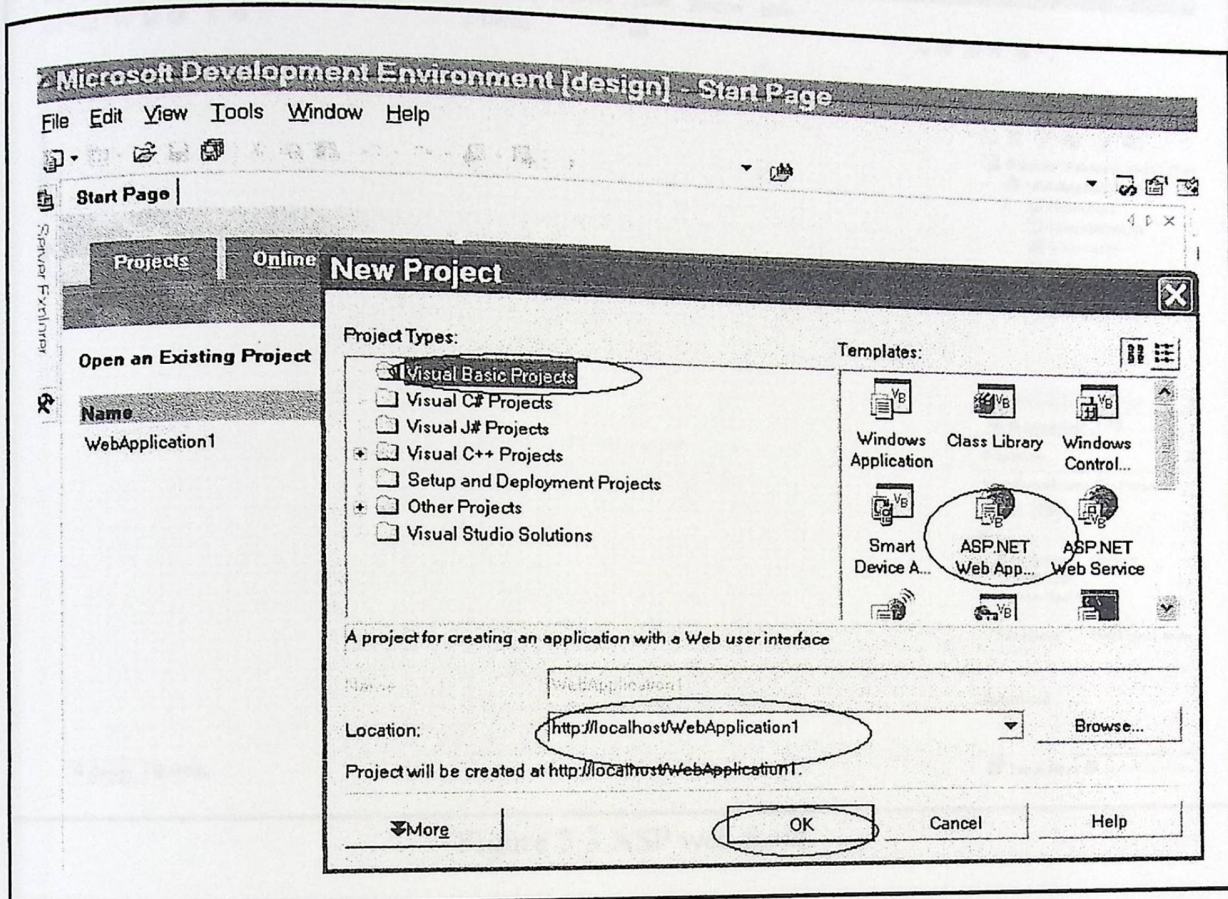 Microsoft Development Environment [design] - Start Page
File Edit View Tools Window Help
Start Page
Server Explorer
Projects Online
Open an Existing Project
Name
WebApplication1
New Project
Project Types:
Visual Basic Projects
Visual C# Projects
Visual J# Projects
Visual C++ Projects
Setup and Deployment Projects
Other Projects
Visual Studio Solutions
Templates:
Windows Application
Class Library
Windows Control...
Smart Device A...
ASP.NET Web App...
ASP.NET Web Service
A project for creating an application with a Web user interface
Name
WebApplication1
Location:
http://localhost/WebApplication1
Browse...
Project will be created at http://localhost/WebApplication1.
More
OK
Cancel
Help